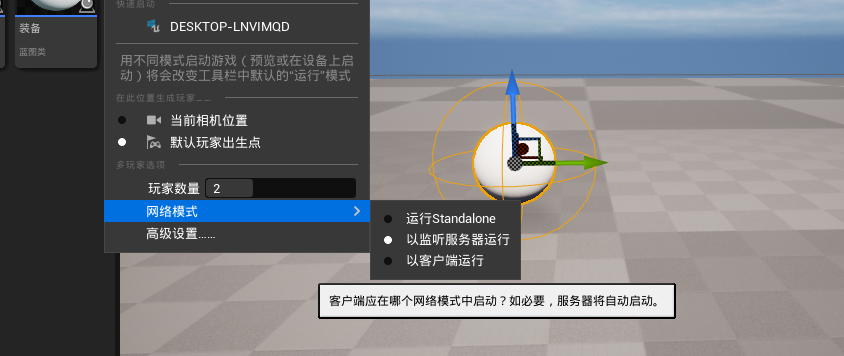 快速启动
DESKTOP-LNVIMQD
用不同模式启动游戏（预览或在设备上启
动）将会改变工具栏中默认的“运行”模式
在此位置生成玩家……
当前相机位置
默认玩家出生点
多玩家选项
玩家数量 2
网络模式
高级设置……
运行Standalone
以监听服务器运行
以客户端运行
客户端应在哪个网络模式中启动？如必要，服务器将自动启动。
装备
蓝图类